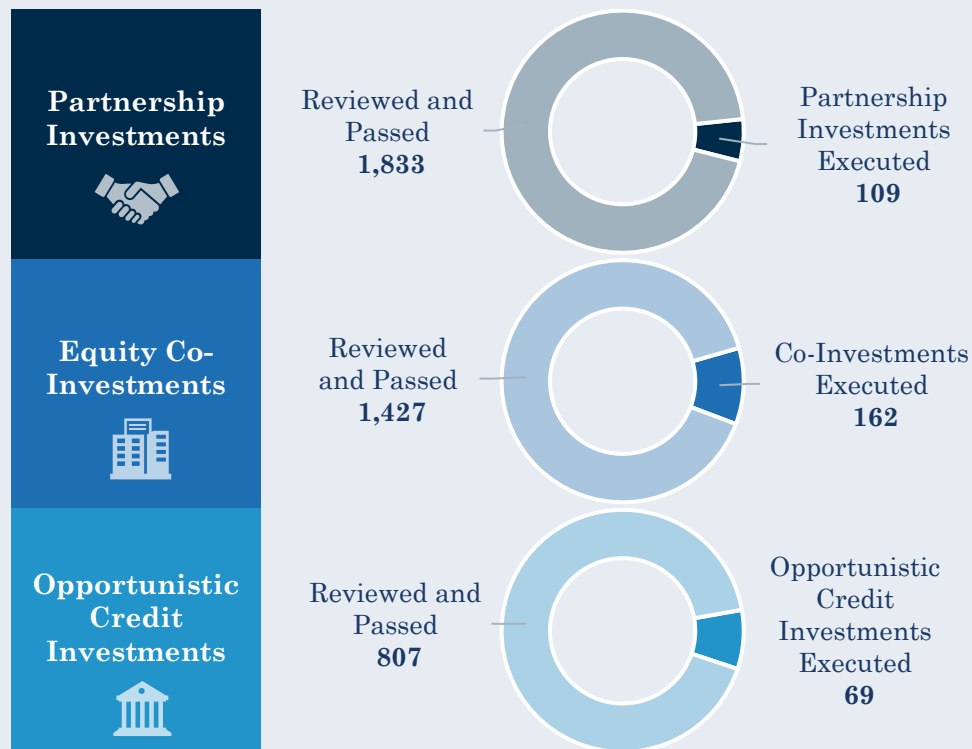 Partnership
Investments
Reviewed and
Passed
1,833
Partnership
Investments
Executed
109
Equity Co-
Investments
Reviewed
and Passed
1,427
Co-Investments
Executed
162
Opportunistic
Credit
Investments
Reviewed and
Passed
807
Opportunistic
Credit
Investments
Executed
69